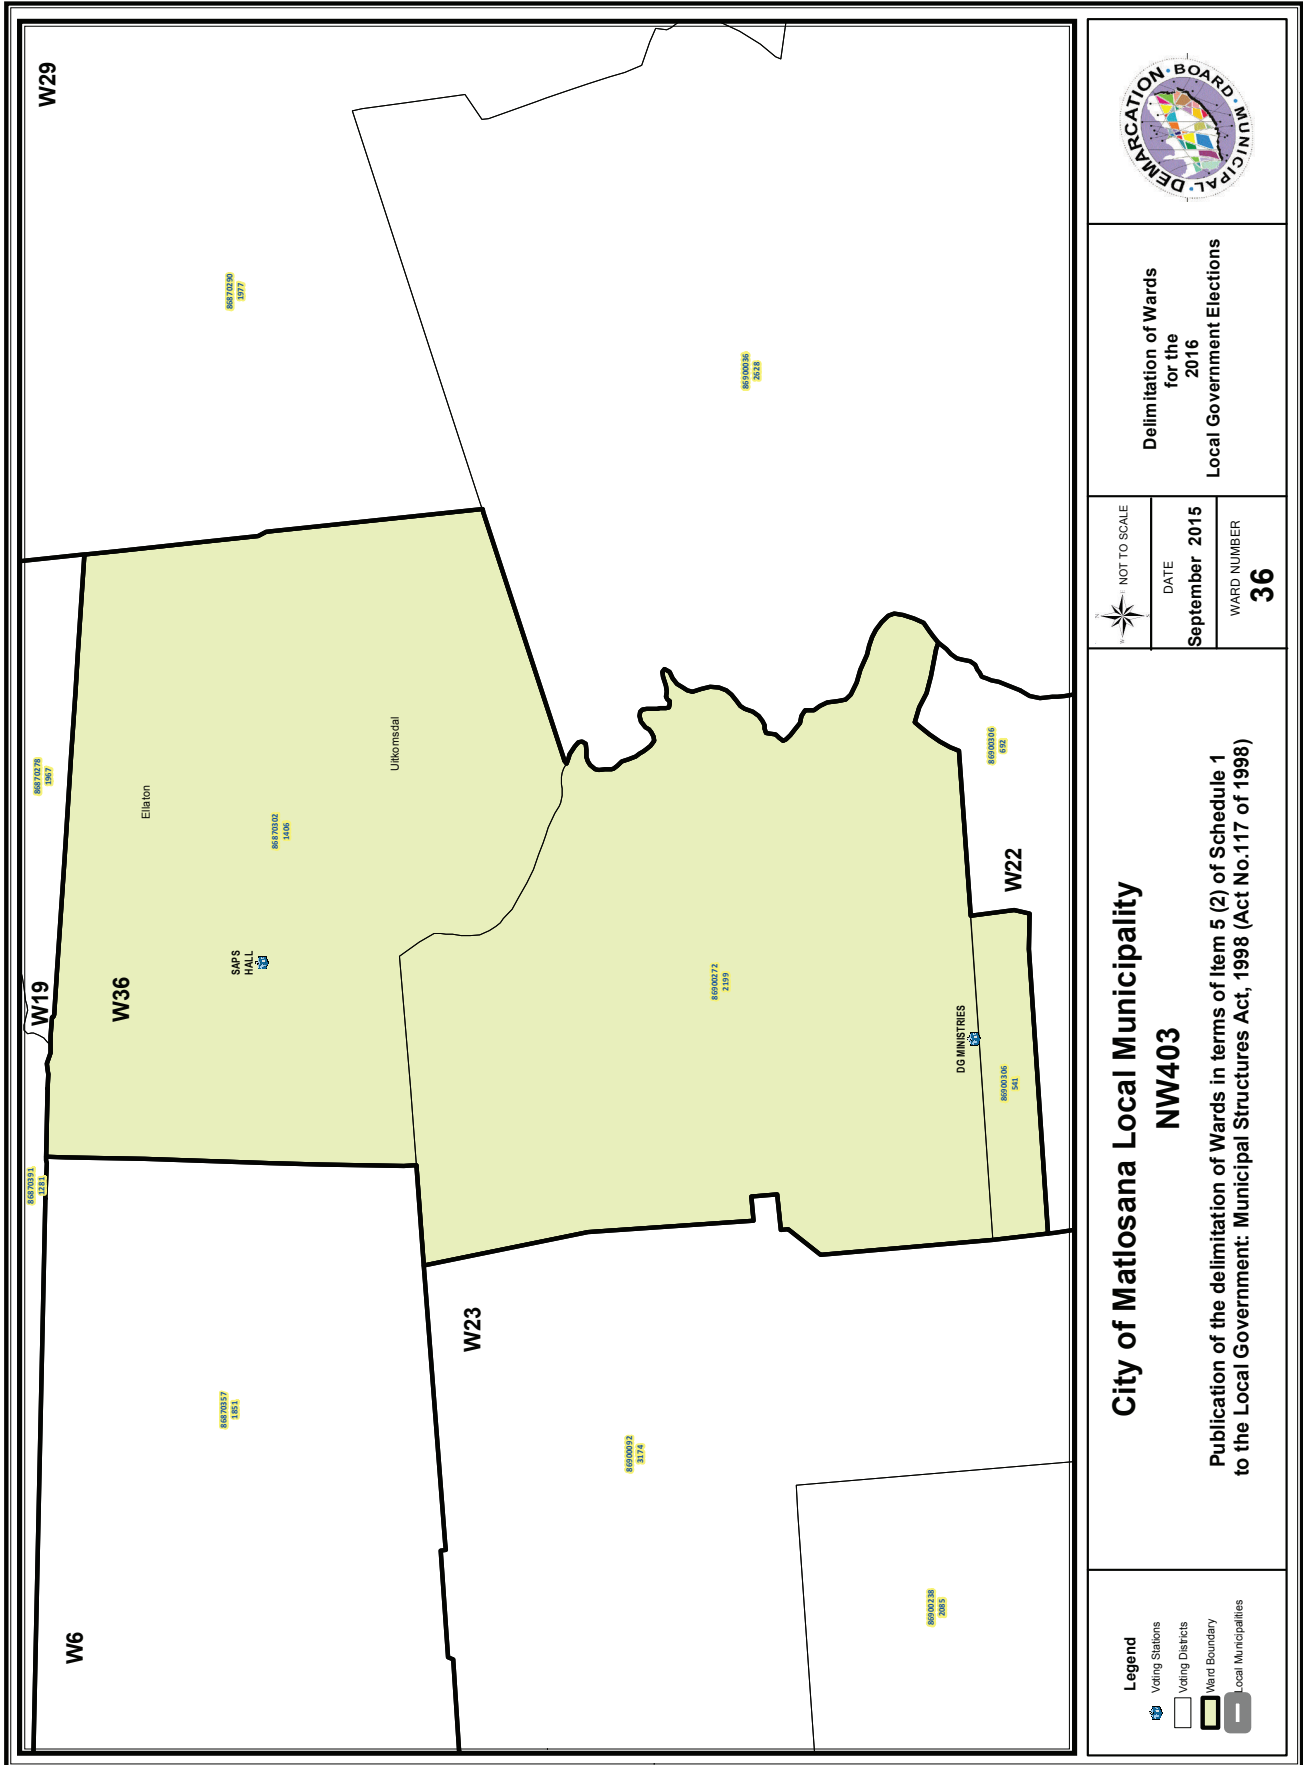 W29
86870290
1977
86870278
1967
W19
86870391
1281
W6
Ellaton
Uitkomsdal
86870302
1406
SAPS
HALL
W36
86870357
1851
86900036
2628
86900272
2199
W23
86900092
3174
86900306
692
W22
DG MINISTRIES
86900306
541
86900238
2085
Legend
Voting Stations
Voting Districts
Ward Boundary
Local Municipalities
City of Matlosana Local Municipality
NW403
Publication of the delimitation of Wards in terms of Item 5 (2) of Schedule 1
to the Local Government: Municipal Structures Act, 1998 (Act No.117 of 1998)
NOT TO SCALE
DATE
September 2015
WARD NUMBER
36
Delimitation of Wards
for the
2016
Local Government Elections
MUNICIPAL DEMARCATION BOARD